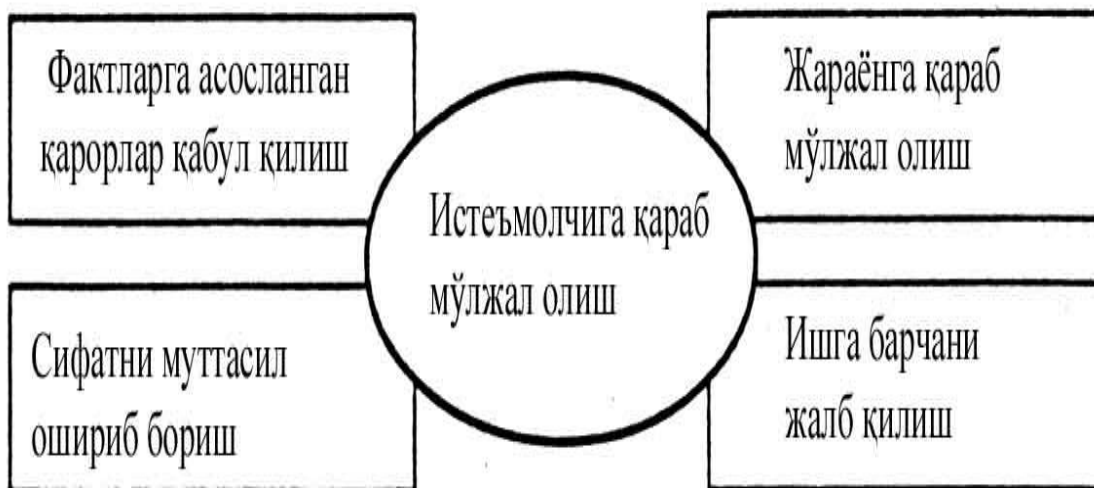 Фактларга асосланган
қарорлар қабул қилиш
Жараёнга қараб
мўлжал олиш
Истеъмолчига қараб
мўлжал олиш
Сифатни муттасил
ошириб бориш
Ишга барчани
жалб қилиш